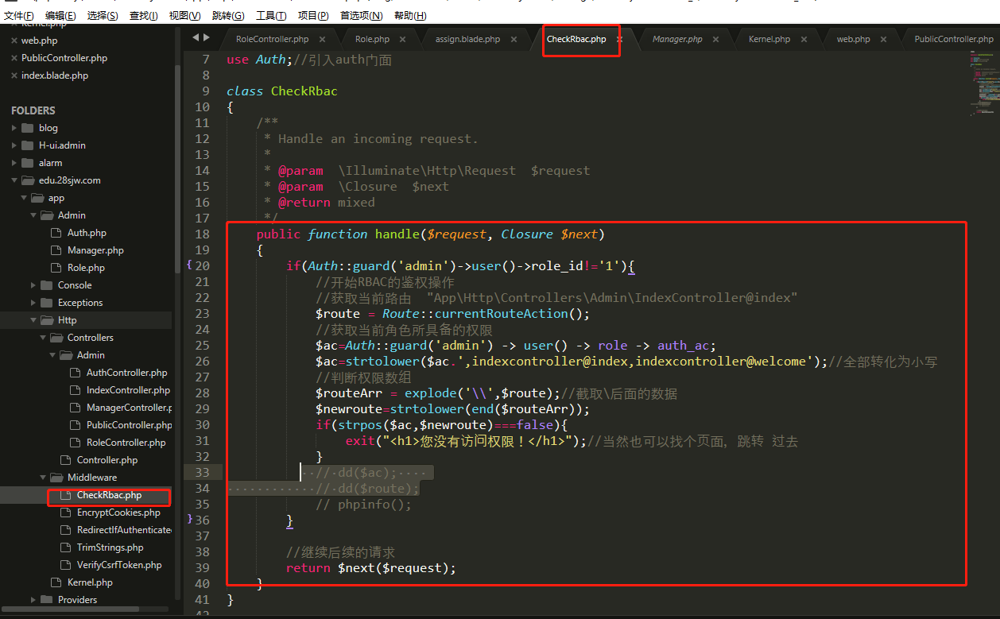 文件(F) 编辑(E) 选择(S) 查找(I) 视图(V) 跳转(G) 工具(T) 项目(P) 首选项(N) 帮助(H)
Kernel.php
web.php
PublicController.php
index.blade.php
FOLDERS
blog
H-ui.admin
alarm
edu.28sjw.com
app
Admin
Auth.php
Manager.php
Role.php
Console
Exceptions
Http
Controllers
Admin
AuthController.php
IndexController.php
ManagerController.p
PublicController.php
RoleController.php
Controller.php
Middleware
CheckRbac.php
EncryptCookies.php
RedirectIfAuthenticate
TrimStrings.php
VerifyCsrfToken.php
Kernel.php
Providers
RoleController.php Role.php assign.blade.php CheckRbac.php Manager.php Kernel.php web.php PublicController.php
7 use Auth;//引入auth门面
8
9 class CheckRbac
10 {
11 /**
12 * Handle an incoming request.
13 *
14 * @param \Illuminate\Http\Request $request
15 * @param \Closure $next
16 * @return mixed
17 */
18 public function handle($request, Closure $next)
19 {
20 if(Auth::guard('admin')->user()->role_id!='1'){
21 //开始RBAC的鉴权操作
22 //获取当前路由 "App\Http\Controllers\Admin\IndexController@index"
23 $route = Route::currentRouteAction();
24 //获取当前角色所具备的权限
25 $ac=Auth::guard('admin') -> user() -> role -> auth_ac;
26 $ac=strtolower($ac.',indexcontroller@index,indexcontroller@welcome');//全部转化为小写
27 //判断权限数组
28 $routeArr = explode('\\',$route);//截取\后面的数据
29 $newroute=strtolower(end($routeArr));
30 if(strpos($ac,$newroute)===false){
31 exit("<h1>您没有访问权限！</h1>");//当然也可以找个页面，跳转 过去
32 }
33 // dd($ac);
34 // dd($route);
35 // phpinfo();
36 }
37
38 //继续后续的请求
39 return $next($request);
40 }
41 }